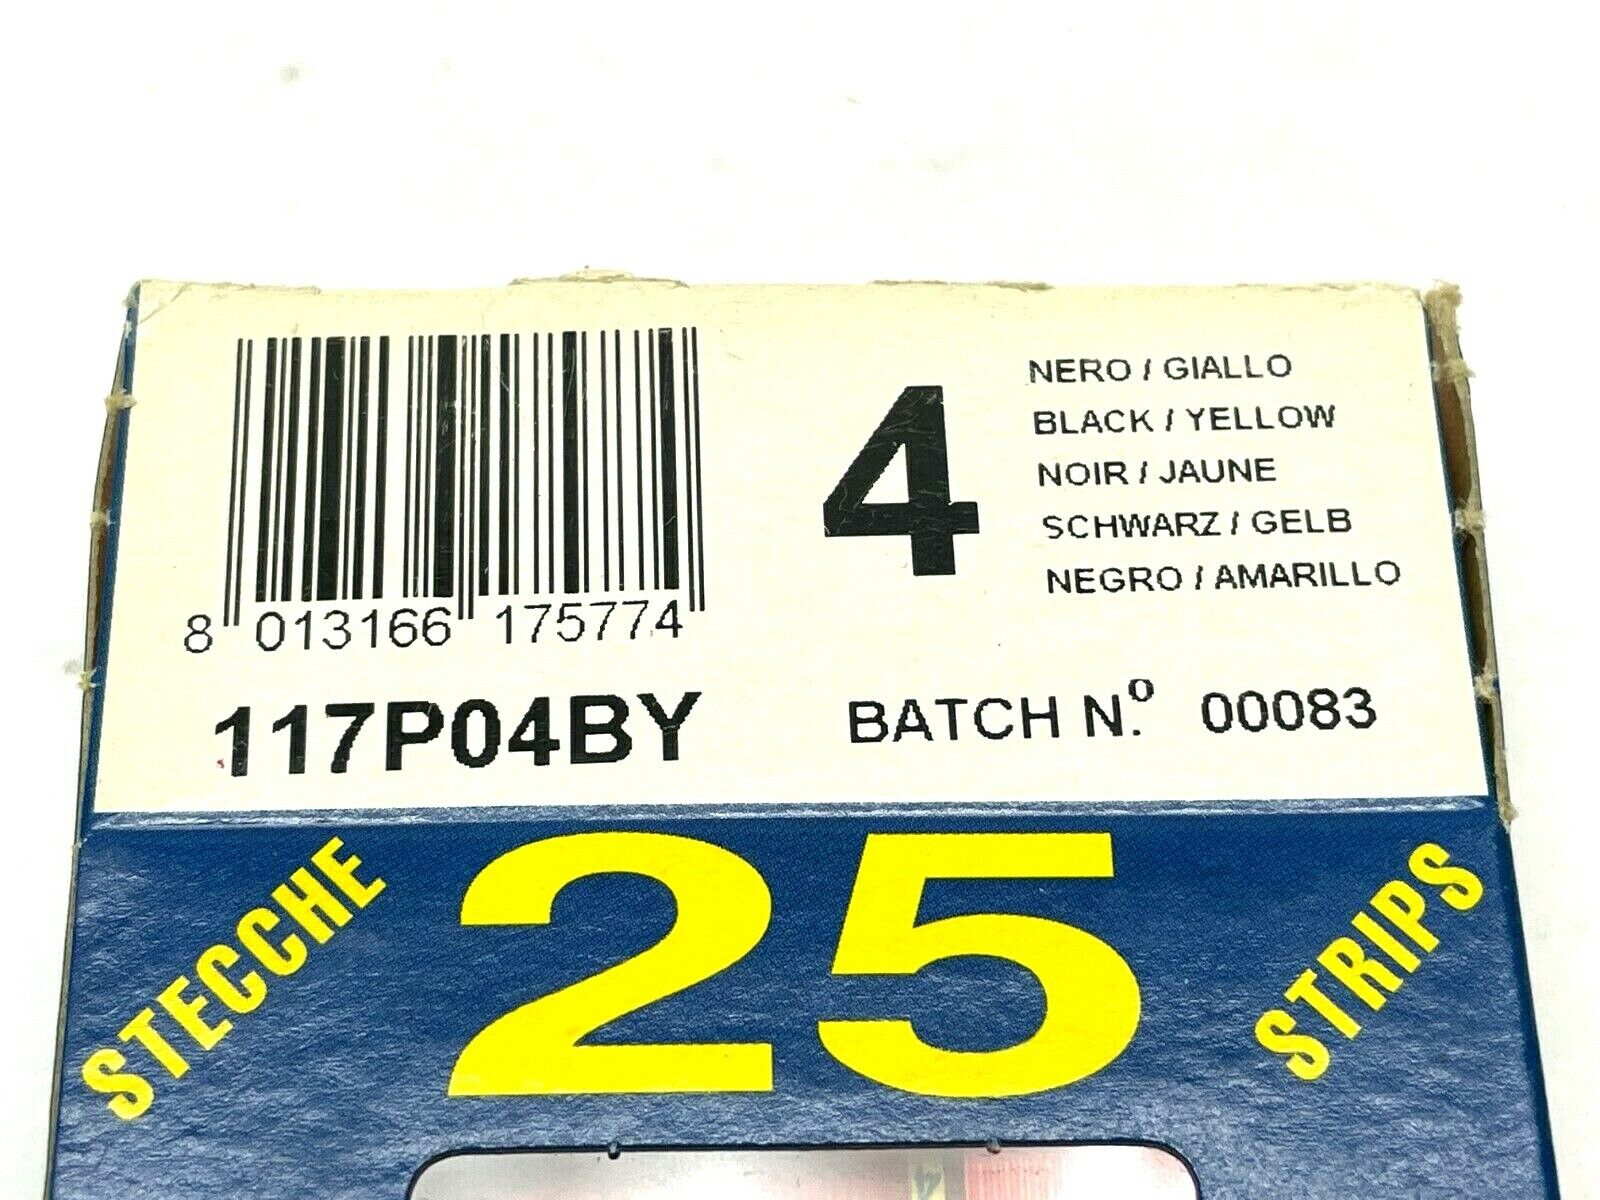 8 013166 175774
4
NERO / GIALLO
BLACK / YELLOW
NOIR / JAUNE
SCHWARZ / GELB
NEGRO / AMARILLO
117P04BY
BATCH N.º 00083
STECCHE
25
STRIPS
4